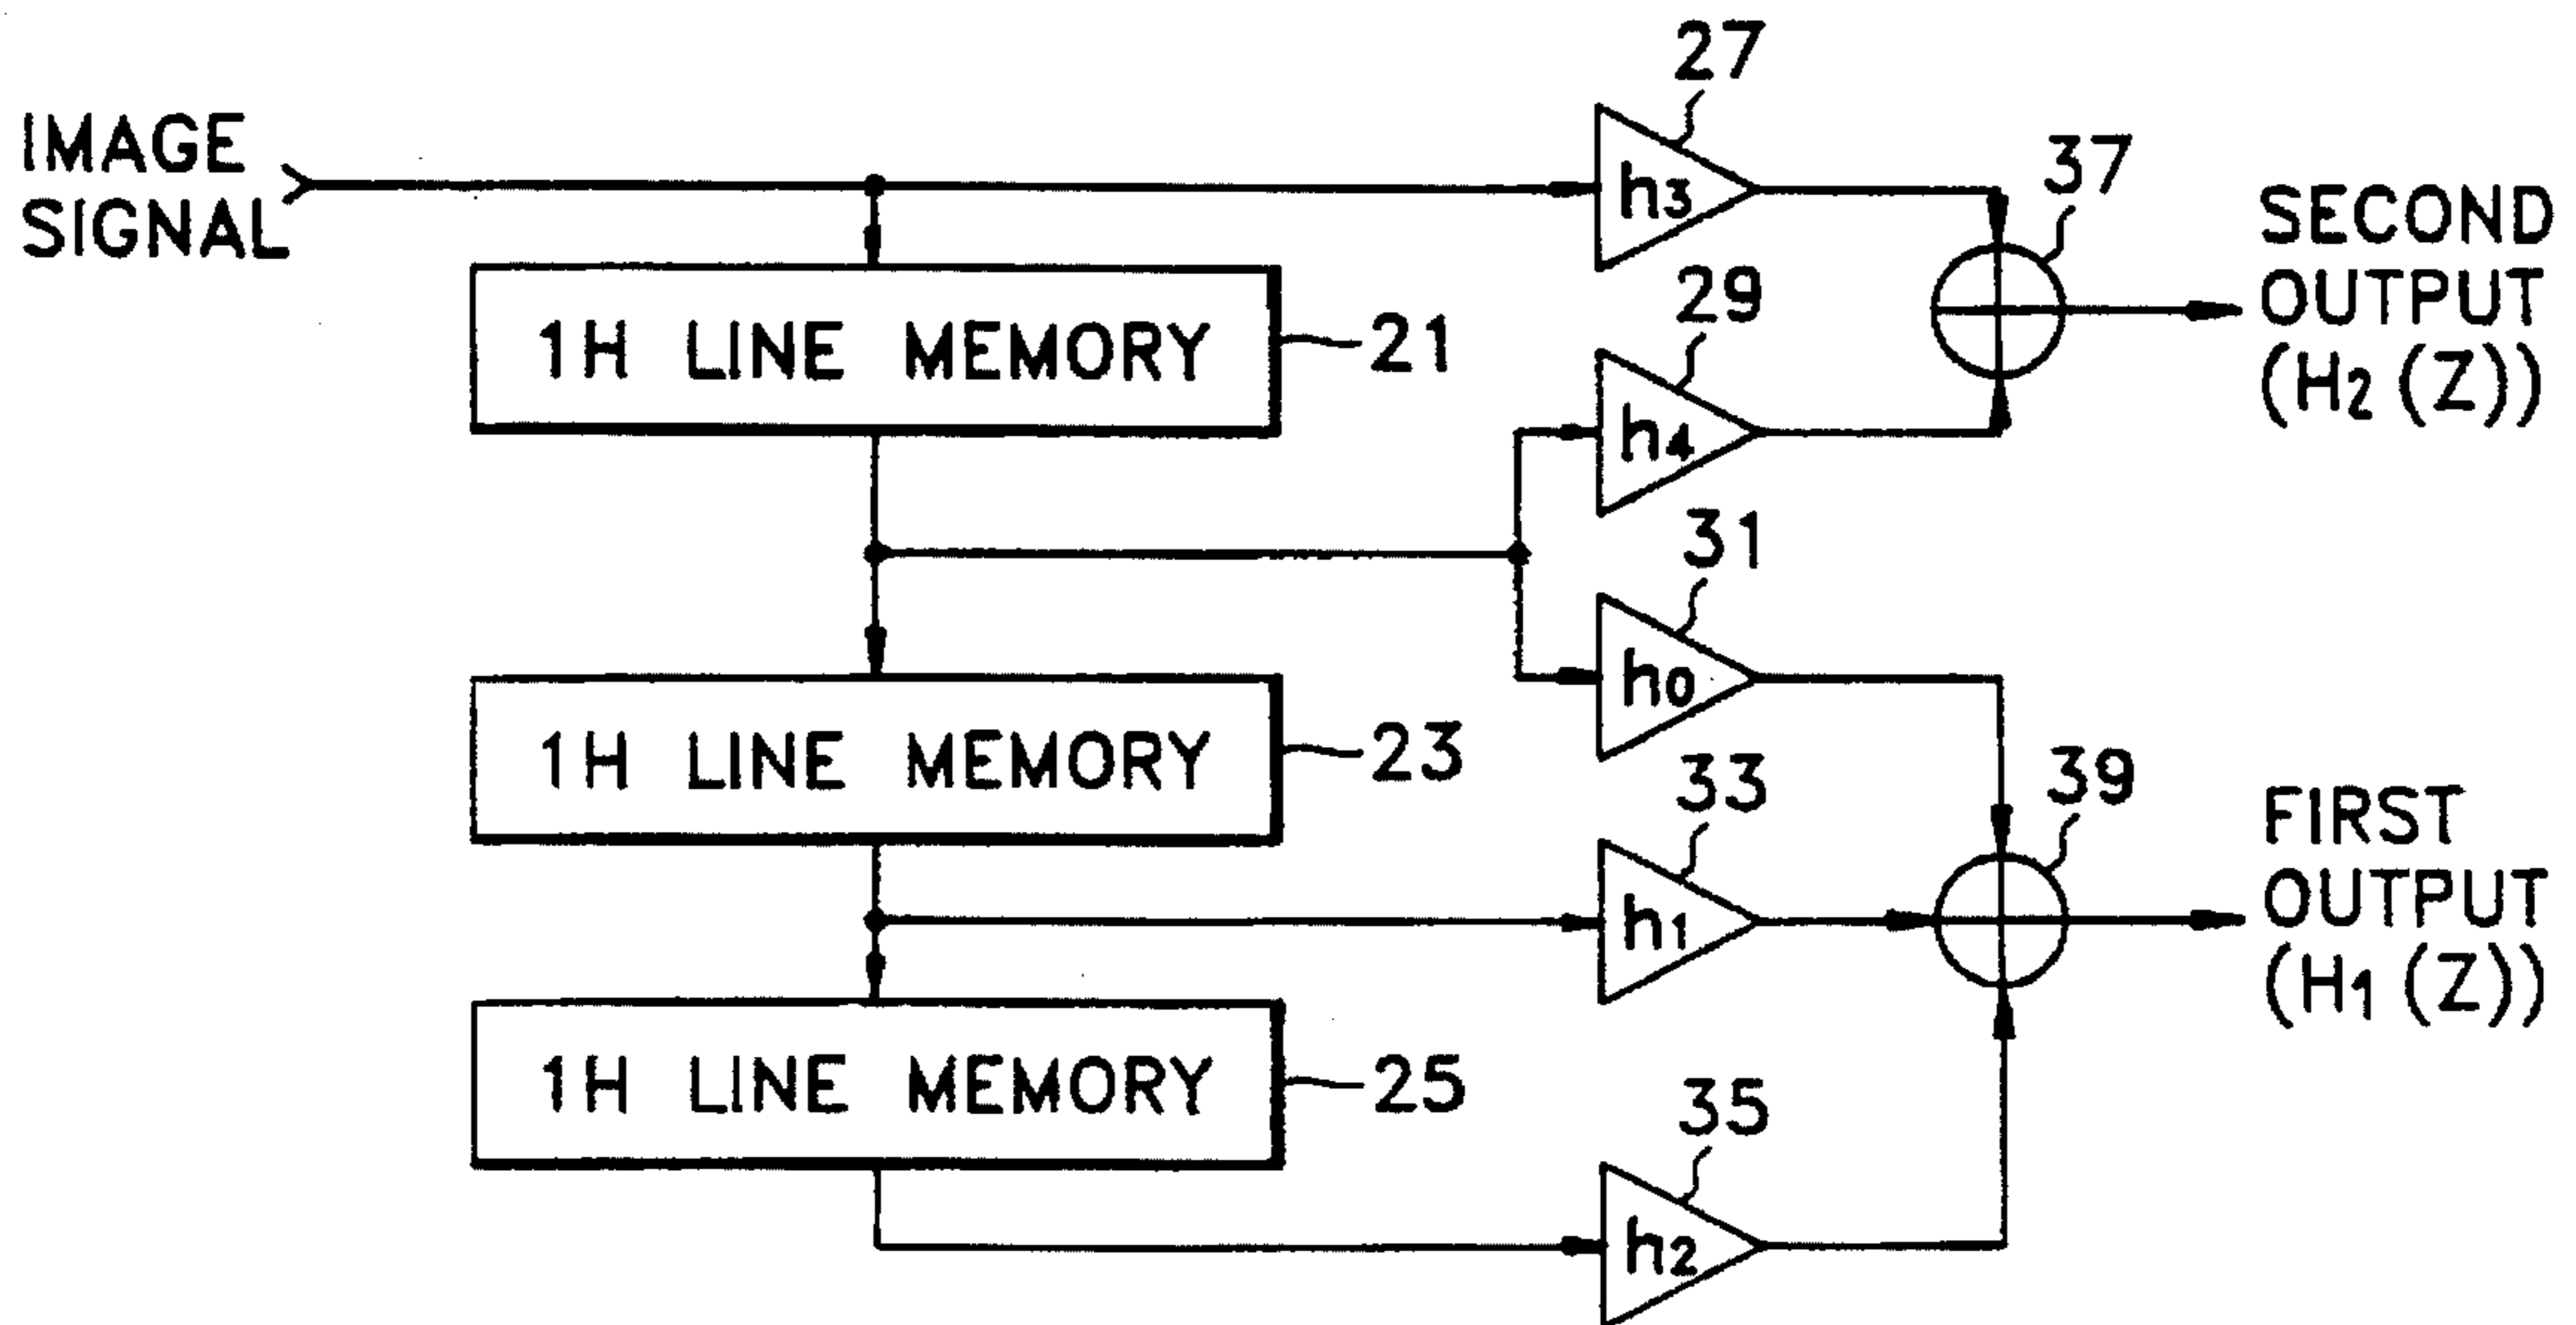 27
IMAGE
SIGNAL
h3
37
SECOND
OUTPUT
(H2 (Z))
1H LINE MEMORY
21
29
h4
31
h0
1H LINE MEMORY
23
33
h1
39
FIRST
OUTPUT
(H1 (Z))
1H LINE MEMORY
25
35
h2